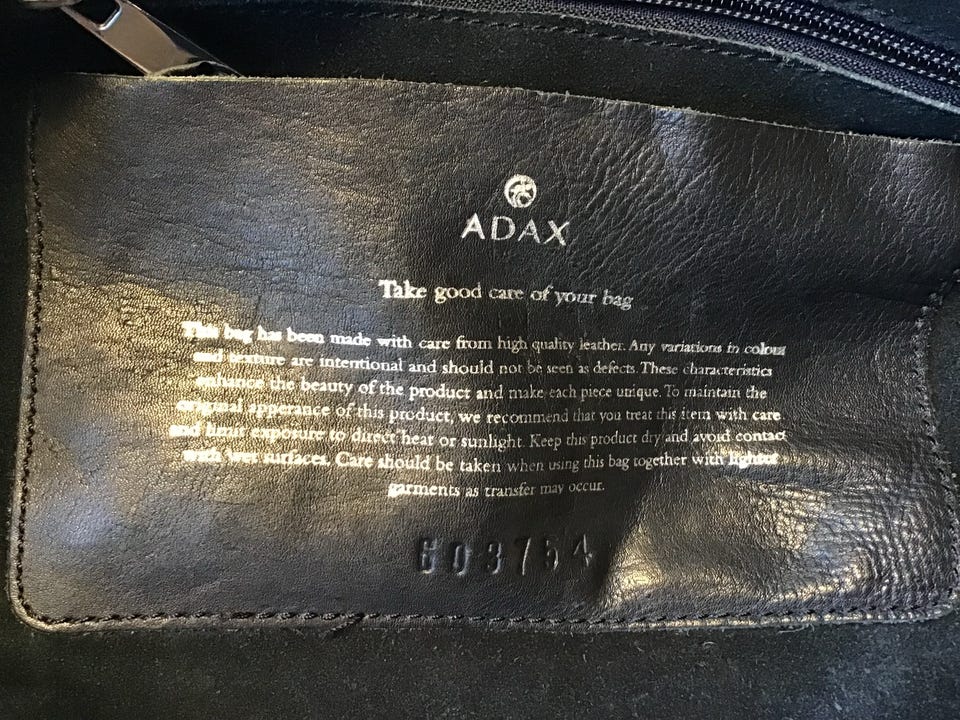 ADAX
Take good care of your bag
This bag has been made with care from high quality leather. Any variations in colour
and texture are intentional and should not be seen as defects. These characteristics
enhance the beauty of the product and make each piece unique. To maintain the
original apperance of this product, we recommend that you treat this item with care
and limit exposure to direct heat or sunlight. Keep this product dry and avoid contact
with wet surfaces. Care should be taken when using this bag together with lighter
garments as transfer may occur.
603754